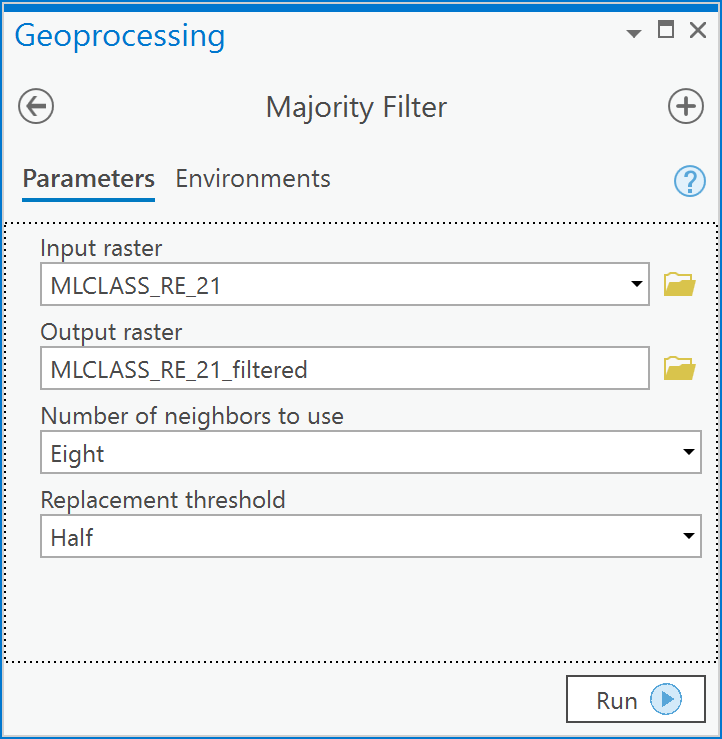 Geoprocessing
Majority Filter
Parameters Environments
Input raster
MLCLASS_RE_21
Output raster
MLCLASS_RE_21_filtered
Number of neighbors to use
Eight
Replacement threshold
Half
Run